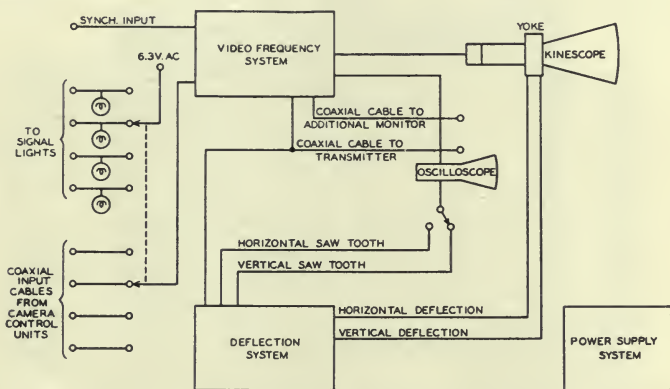 SYNCH. INPUT
6.3V. AC
VIDEO FREQUENCY
SYSTEM
YOKE
KINESCOPE
TO
SIGNAL
LIGHTS
COAXIAL CABLE TO
ADDITIONAL MONITOR
COAXIAL CABLE TO
TRANSMITTER
OSCILLOSCOPE
HORIZONTAL SAW TOOTH
VERTICAL SAW TOOTH
COAXIAL
INPUT
CABLES
FROM
CAMERA
CONTROL
UNITS
HORIZONTAL DEFLECTION
VERTICAL DEFLECTION
DEFLECTION
SYSTEM
POWER SUPPLY
SYSTEM